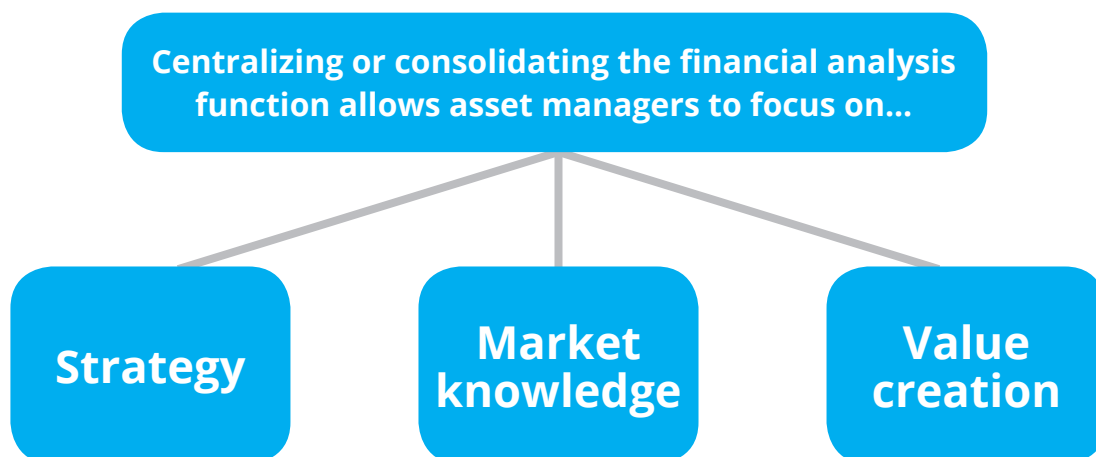 Centralizing or consolidating the financial analysis
function allows asset managers to focus on...
Strategy
Market
knowledge
Value
creation